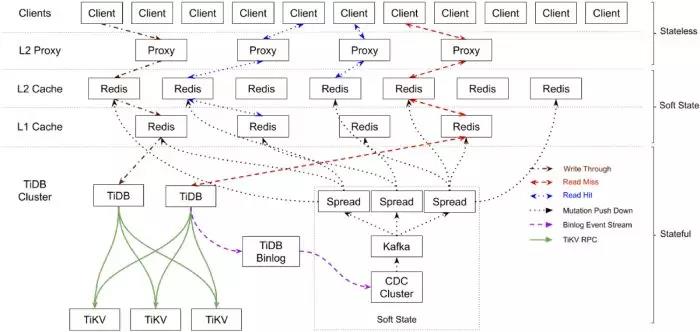 Clients
Client Client Client Client Client Client Client Client Client Client Client
Stateless
L2 Proxy
Proxy Proxy Proxy Proxy
L2 Cache
Redis Redis Redis Redis Redis Redis Redis
Soft State
L1 Cache
Redis Redis Redis Redis
TiDB
Cluster
TiDB TiDB
Spread Spread Spread
Write Through
Read Miss
Read Hit
Mutation Push Down
Binlog Event Stream
TiKV RPC
Stateful
TiDB
Binlog
Kafka
CDC
Cluster
TiKV TiKV TiKV
Soft State